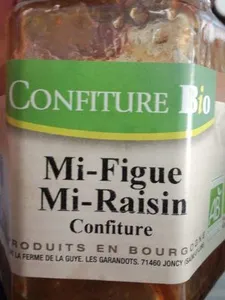 CONFITURE Bio
Mi-Figue
Mi-Raisin
Confiture
PRODUITS EN BOURGOGNE
LA FERME DE LA GUYE. LES GARANDOTS. 71460 JONCY
AB